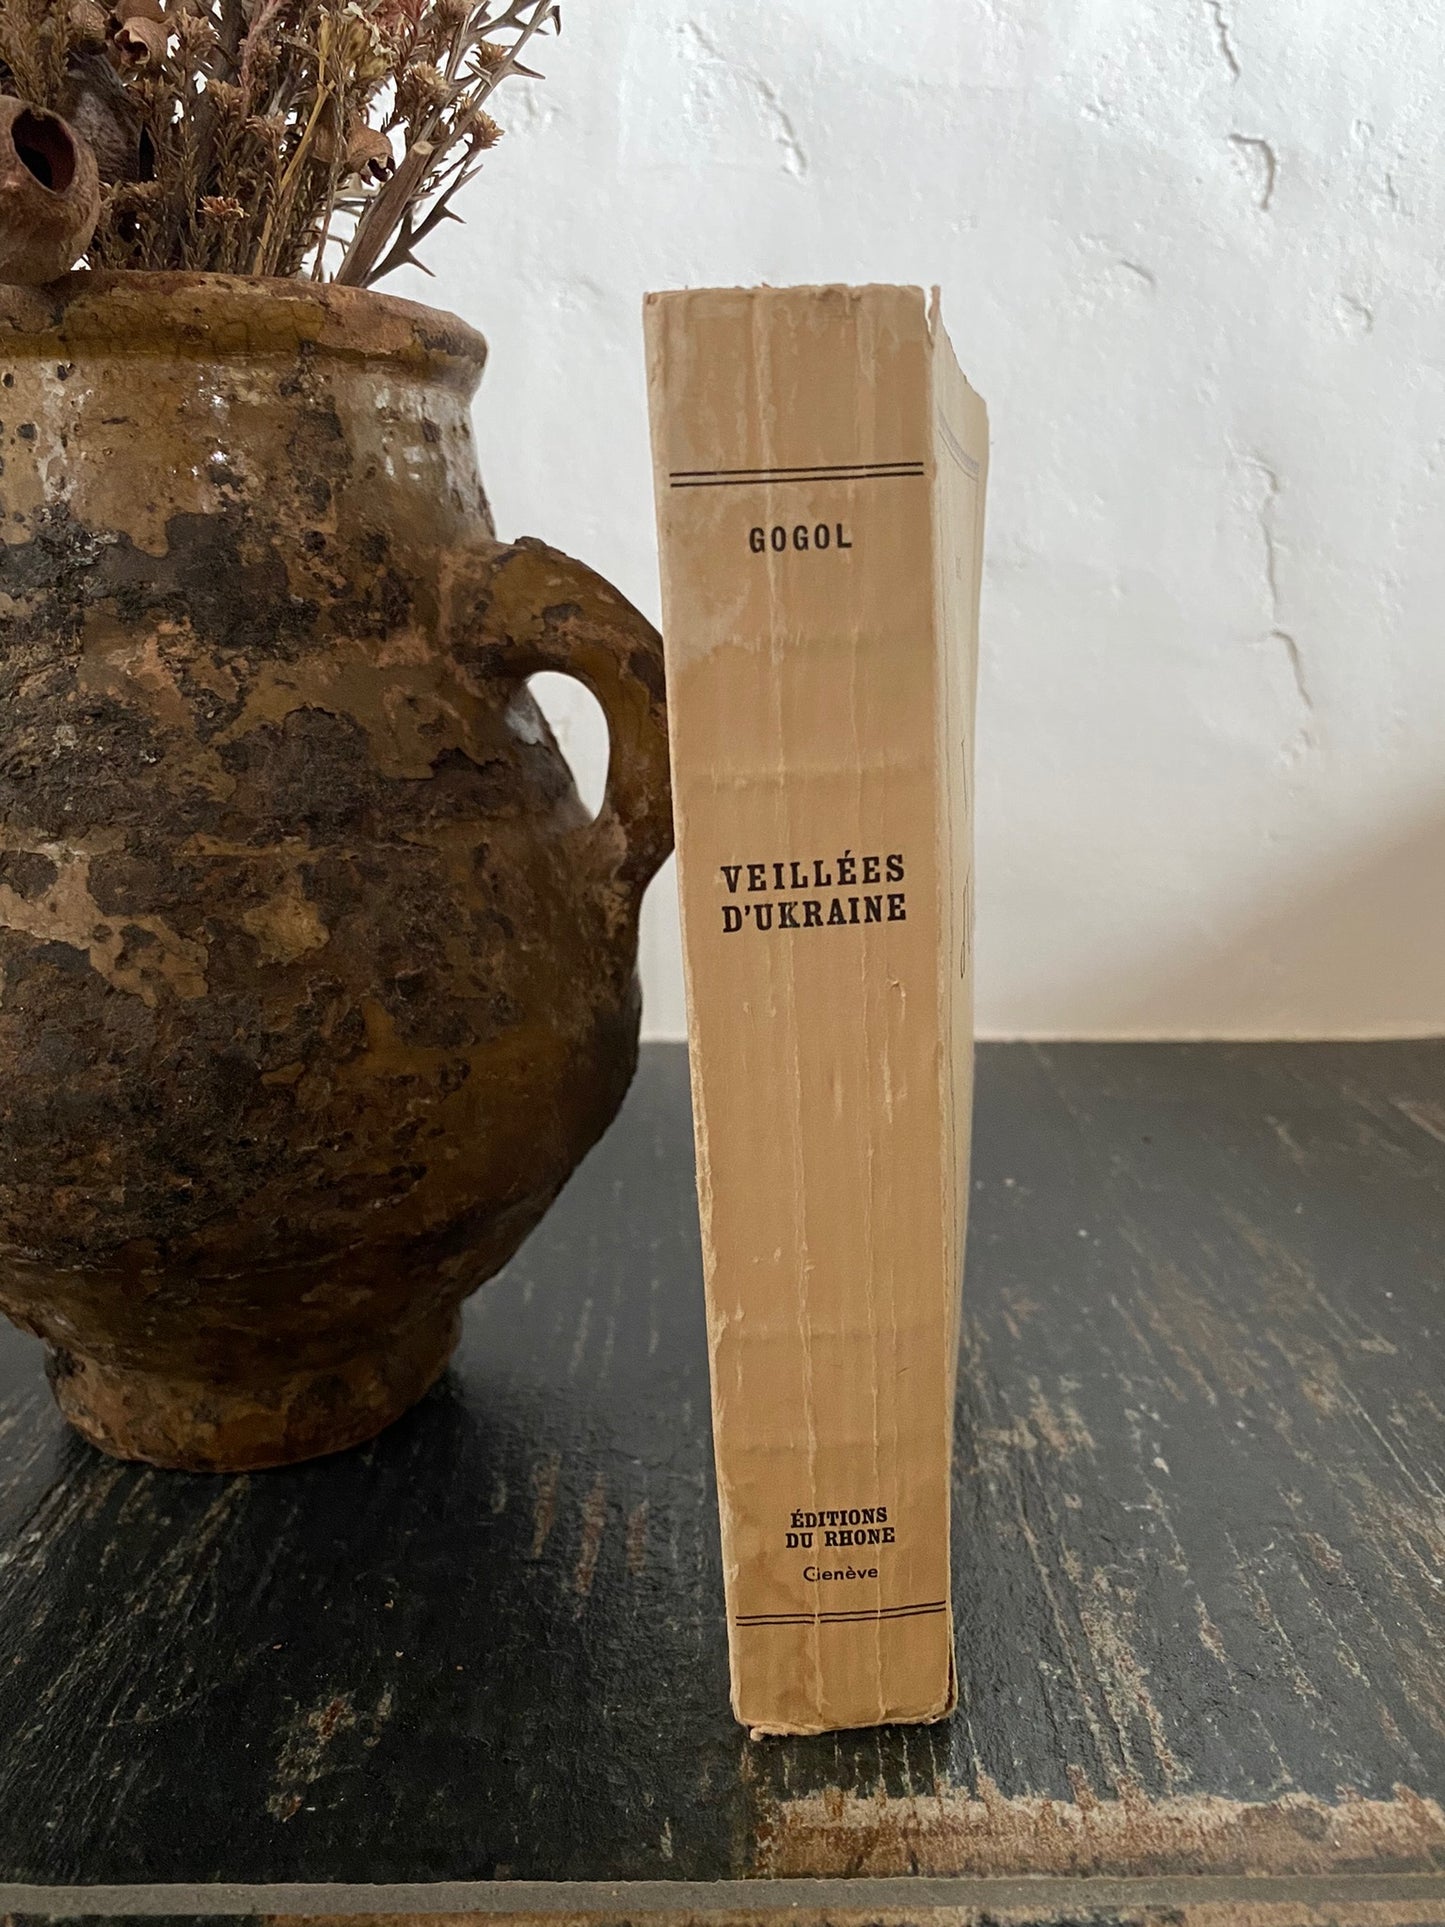 GOGOL
VEILLÉES
D'UKRAINE
ÉDITIONS
DU RHONE
Genève